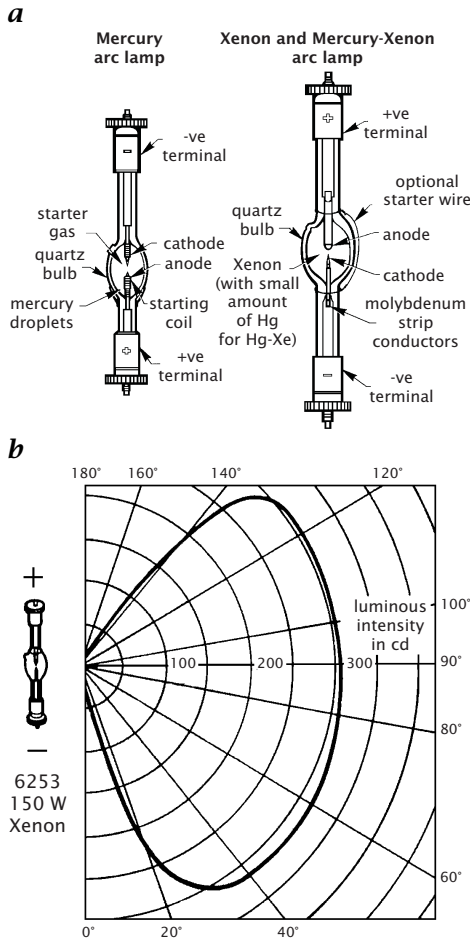 a
Mercury
arc lamp
Xenon and Mercury-Xenon
arc lamp
-ve
terminal
-
starter
gas
quartz
bulb
mercury
droplets
cathode
anode
starting
coil
+
+ve
terminal
+
+ve
terminal
optional
starter wire
quartz
bulb
anode
Xenon
(with small
amount
of Hg
for Hg-Xe)
cathode
molybdenum
strip
conductors
-
-ve
terminal
b
180° 160° 140° 120°
+
−
6253
150 W
Xenon
luminous
intensity
in cd
100 200 300
100°
90°
80°
60°
0° 20° 40°